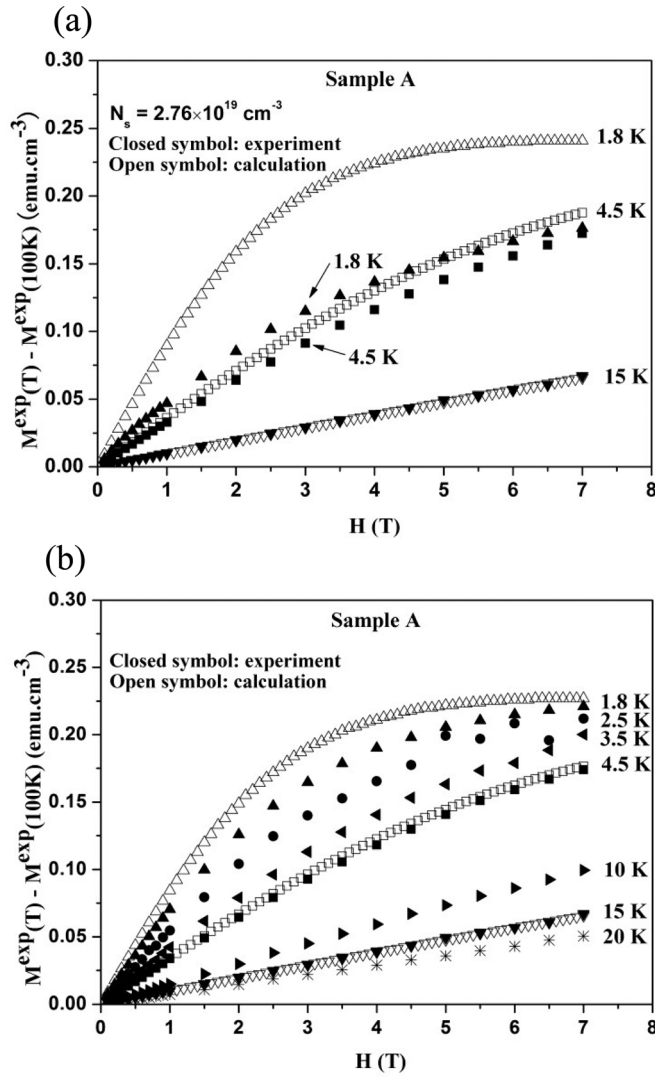 (a)
0.30
0.25
0.20
0.15
0.10
0.05
0.00
M^exp(T) - M^exp(100K) (emu.cm^-3)
Sample A
N_s = 2.76×10^19 cm^-3
Closed symbol: experiment
Open symbol: calculation
1.8 K
4.5 K
1.8 K
4.5 K
15 K
0 1 2 3 4 5 6 7 8
H (T)
(b)
0.30
0.25
0.20
0.15
0.10
0.05
0.00
M^exp(T) - M^exp(100K) (emu.cm^-3)
Sample A
Closed symbol: experiment
Open symbol: calculation
1.8 K
2.5 K
3.5 K
4.5 K
10 K
15 K
20 K
0 1 2 3 4 5 6 7 8
H (T)